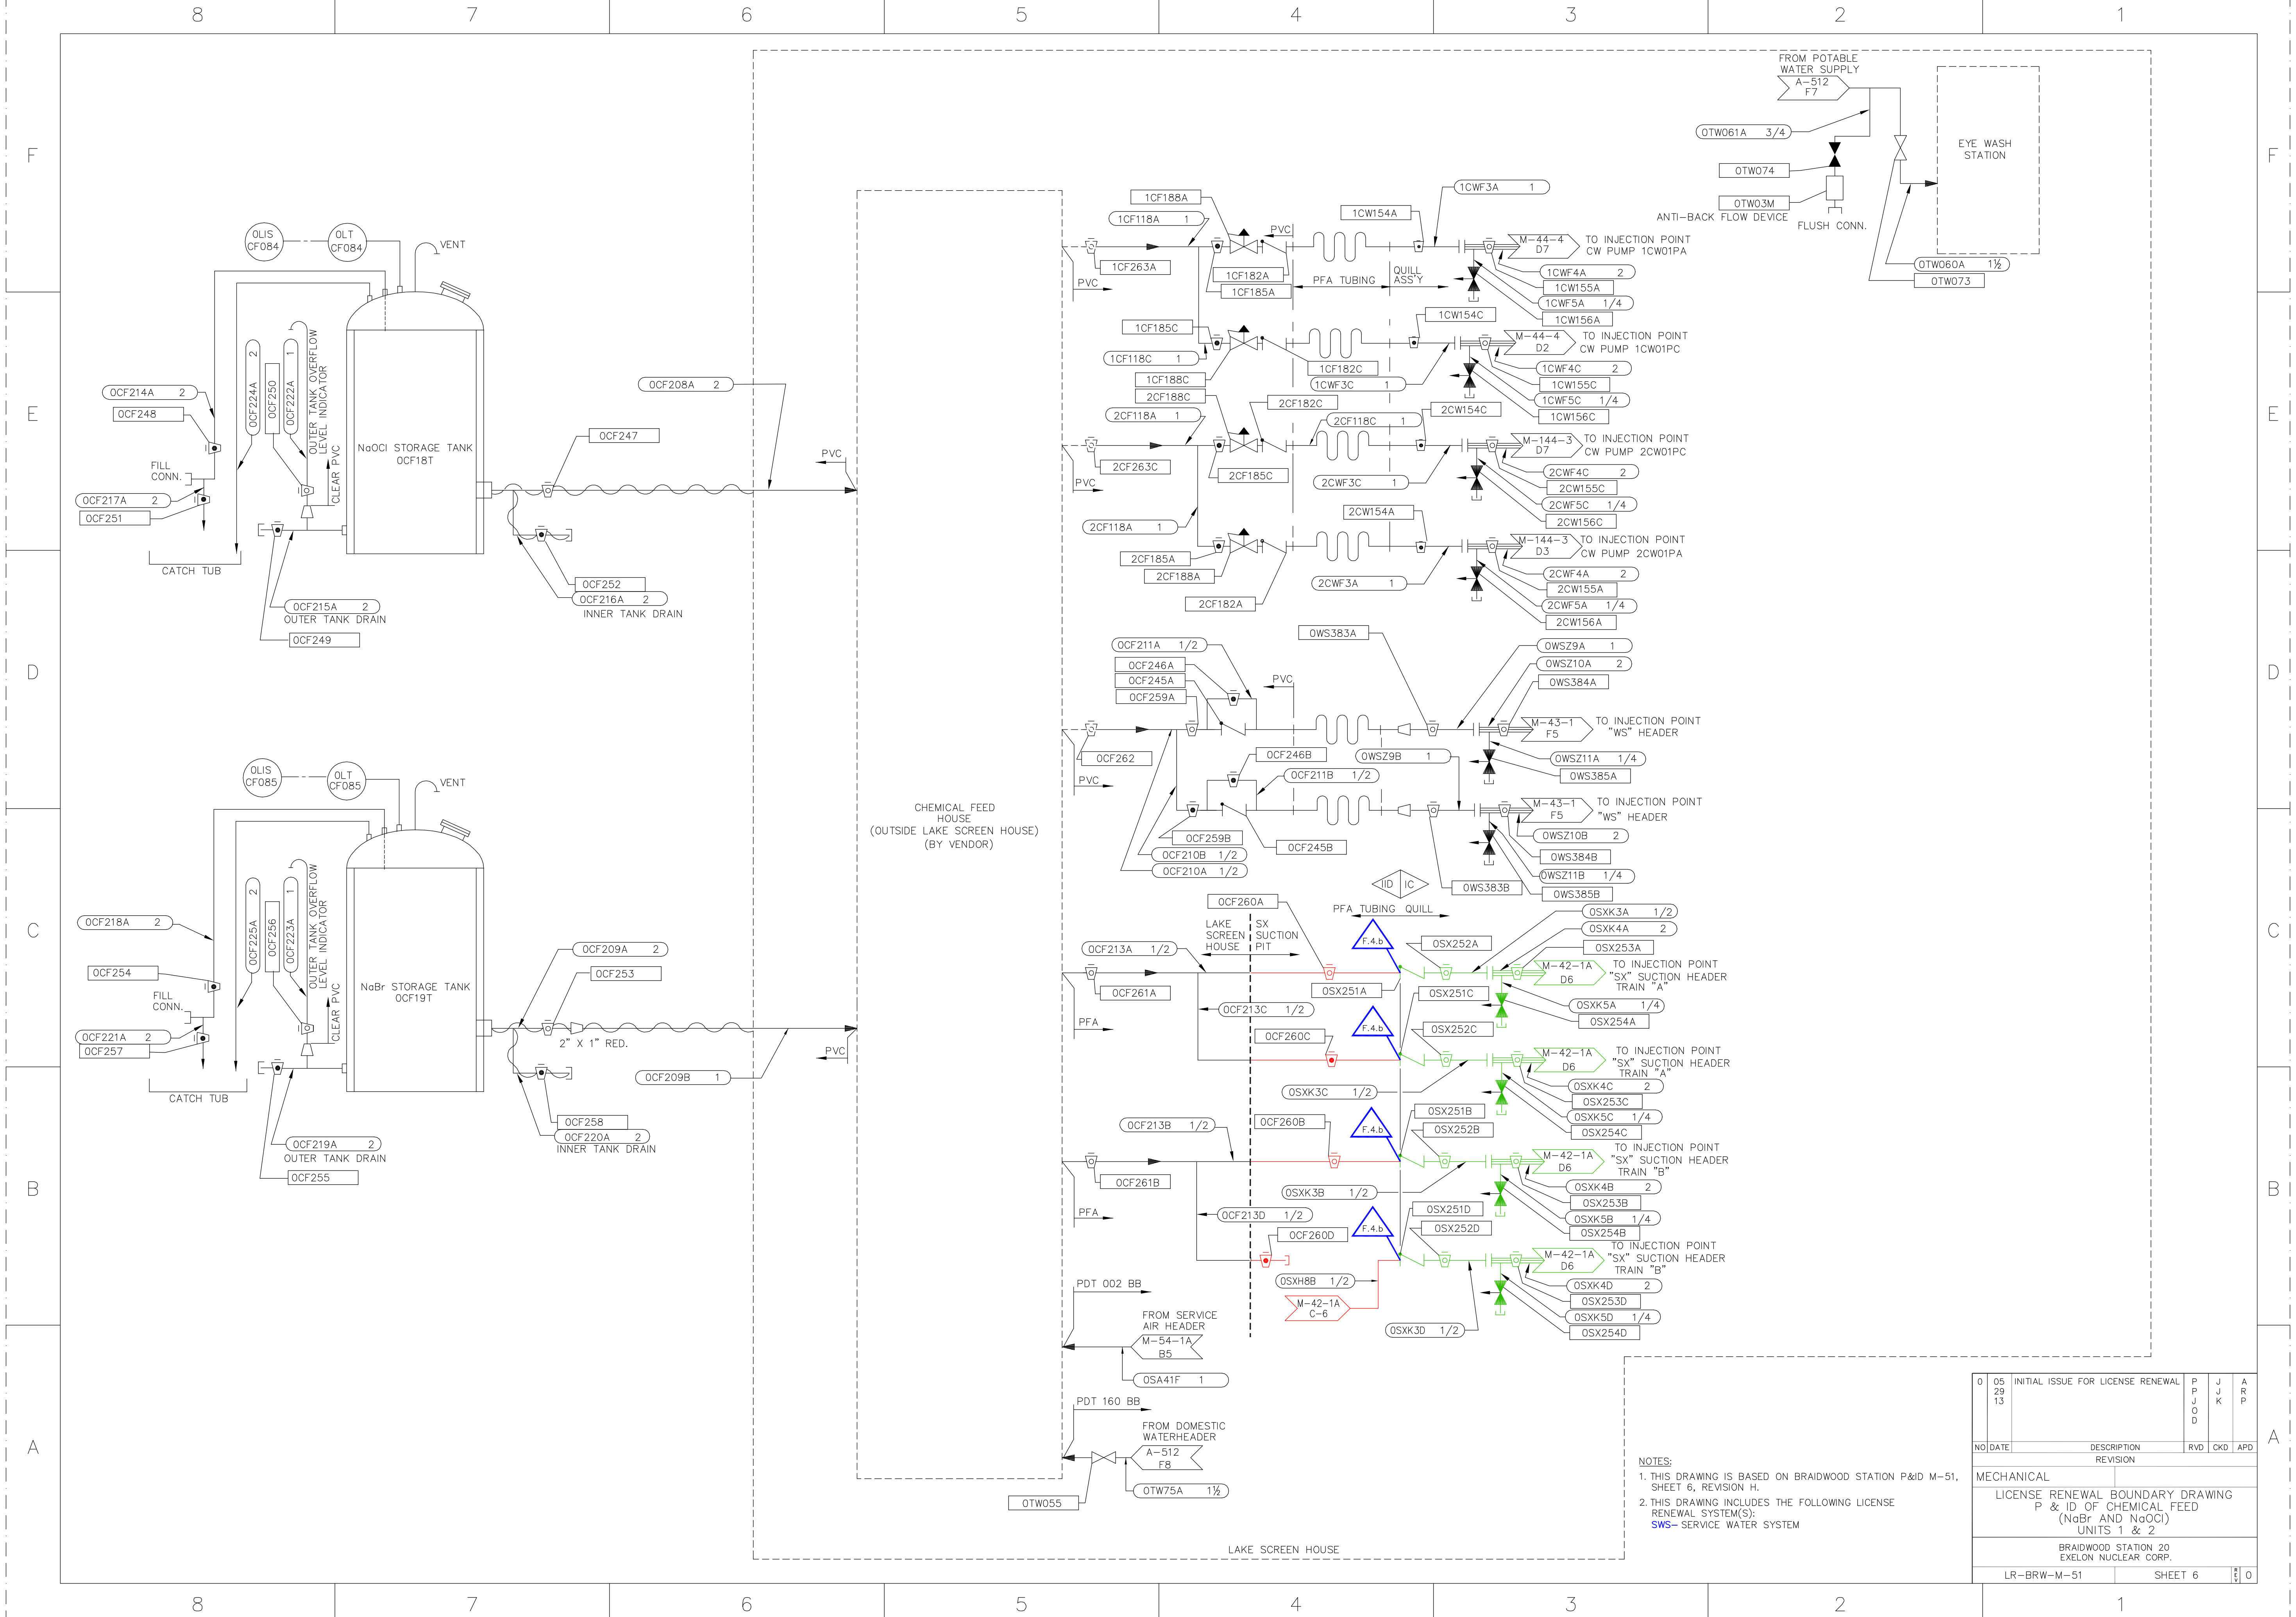 8 7 6 5 4 3 2 1
F
E
D
C
B
A
FROM POTABLE
WATER SUPPLY
A-512
F7
0TW061A 3/4
0TW074
0TW03M
ANTI-BACK FLOW DEVICE
FLUSH CONN.
EYE WASH
STATION
0TW060A 1½
0TW073
0LIS
CF084
0LT
CF084
VENT
0CF214A 2
0CF248
FILL
CONN.
0CF217A 2
0CF251
CATCH TUB
0CF224A 2
0CF250
0CF222A 1
OUTER TANK OVERFLOW
LEVEL INDICATOR
CLEAR PVC
NaOCl STORAGE TANK
0CF18T
0CF215A 2
OUTER TANK DRAIN
0CF249
0CF247
0CF252
0CF216A 2
INNER TANK DRAIN
0CF208A 2
PVC
0LIS
CF085
0LT
CF085
VENT
0CF218A 2
0CF254
FILL
CONN.
0CF221A 2
0CF257
CATCH TUB
0CF225A 2
0CF256
0CF223A 1
OUTER TANK OVERFLOW
LEVEL INDICATOR
CLEAR PVC
NaBr STORAGE TANK
0CF19T
0CF219A 2
OUTER TANK DRAIN
0CF255
0CF209A 2
0CF253
2" X 1" RED.
0CF258
0CF220A 2
INNER TANK DRAIN
0CF209B 1
PVC
CHEMICAL FEED
HOUSE
(OUTSIDE LAKE SCREEN HOUSE)
(BY VENDOR)
1CF188A
1CF118A 1
1CF263A
PVC
PVC
1CF182A
1CF185A
1CW154A
PFA TUBING
QUILL
ASS'Y
1CWF3A 1
M-44-4
D7
TO INJECTION POINT
CW PUMP 1CW01PA
1CWF4A 2
1CW155A
1CWF5A 1/4
1CW156A
1CF185C
1CF118C 1
1CF188C
1CF182C
1CW154C
1CWF3C 1
M-44-4
D2
TO INJECTION POINT
CW PUMP 1CW01PC
1CWF4C 2
1CW155C
1CWF5C 1/4
1CW156C
2CF188C
2CF118A 1
2CF182C
2CF118C 1
2CW154C
2CF263C
PVC
2CF185C
2CWF3C 1
M-144-3
D7
TO INJECTION POINT
CW PUMP 2CW01PC
2CWF4C 2
2CW155C
2CWF5C 1/4
2CW156C
2CF118A 1
2CW154A
2CF185A
2CF188A
2CF182A
2CWF3A 1
M-144-3
D3
TO INJECTION POINT
CW PUMP 2CW01PA
2CWF4A 2
2CW155A
2CWF5A 1/4
2CW156A
0WS383A
0CF211A 1/2
0CF246A
0CF245A
0CF259A
PVC
0WSZ9A 1
0WSZ10A 2
0WS384A
M-43-1
F5
TO INJECTION POINT
"WS" HEADER
0CF262
PVC
0CF246B
0CF211B 1/2
0WSZ9B 1
0WSZ11A 1/4
0WS385A
M-43-1
F5
TO INJECTION POINT
"WS" HEADER
0CF259B
0CF210B 1/2
0CF210A 1/2
0CF245B
0WSZ10B 2
0WS384B
0WSZ11B 1/4
0WS385B
0WS383B
IID IC
0CF260A
PFA TUBING QUILL
LAKE
SCREEN
HOUSE
SX
SUCTION
PIT
0CF213A 1/2
F.4.b
0SX252A
0SXK3A 1/2
0SXK4A 2
0SX253A
M-42-1A
D6
TO INJECTION POINT
"SX" SUCTION HEADER
TRAIN "A"
0CF261A
PFA
0SX251A
0SX251C
0SXK5A 1/4
0SX254A
0CF213C 1/2
0CF260C
F.4.b
0SX252C
M-42-1A
D6
TO INJECTION POINT
"SX" SUCTION HEADER
TRAIN "A"
0SXK3C 1/2
0SXK4C 2
0SX253C
0SXK5C 1/4
0SX254C
0CF213B 1/2
0CF260B
F.4.b
0SX251B
0SX252B
M-42-1A
D6
TO INJECTION POINT
"SX" SUCTION HEADER
TRAIN "B"
0CF261B
PFA
0SXK3B 1/2
0SXK4B 2
0SX253B
0SXK5B 1/4
0SX254B
0CF213D 1/2
0CF260D
F.4.b
0SX251D
0SX252D
M-42-1A
D6
TO INJECTION POINT
"SX" SUCTION HEADER
TRAIN "B"
0SXH8B 1/2
M-42-1A
C-6
0SXK3D 1/2
0SXK4D 2
0SX253D
0SXK5D 1/4
0SX254D
PDT 002 BB
FROM SERVICE
AIR HEADER
M-54-1A
B5
0SA41F 1
PDT 160 BB
FROM DOMESTIC
WATERHEADER
A-512
F8
0TW75A 1½
0TW055
LAKE SCREEN HOUSE
NOTES:
1. THIS DRAWING IS BASED ON BRAIDWOOD STATION P&ID M-51,
SHEET 6, REVISION H.
2. THIS DRAWING INCLUDES THE FOLLOWING LICENSE
RENEWAL SYSTEM(S):
SWS- SERVICE WATER SYSTEM
0 05 29 13 INITIAL ISSUE FOR LICENSE RENEWAL PPJOD JJK ARP
NO DATE DESCRIPTION RVD CKD APD
REVISION
MECHANICAL
LICENSE RENEWAL BOUNDARY DRAWING
P & ID OF CHEMICAL FEED
(NaBr AND NaOCl)
UNITS 1 & 2
BRAIDWOOD STATION 20
EXELON NUCLEAR CORP.
LR-BRW-M-51 SHEET 6 REV 0
F
E
D
C
B
A
8 7 6 5 4 3 2 1